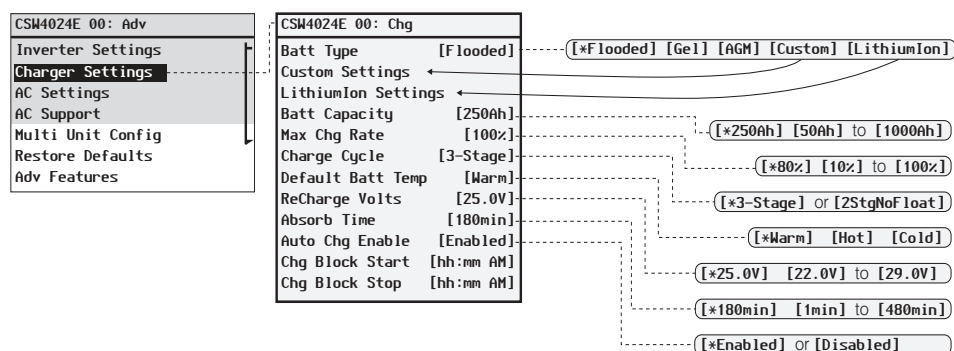 CSW4024E 00: Adv
Inverter Settings
Charger Settings
AC Settings
AC Support
Multi Unit Config
Restore Defaults
Adv Features
CSW4024E 00: Chg
Batt Type [Flooded]
Custom Settings
LithiumIon Settings
Batt Capacity [250Ah]
Max Chg Rate [100%]
Charge Cycle [3-Stage]
Default Batt Temp [Warm]
ReCharge Volts [25.0V]
Absorb Time [180min]
Auto Chg Enable [Enabled]
Chg Block Start [hh:mm AM]
Chg Block Stop [hh:mm AM]
[*Flooded] [Gel] [AGM] [Custom] [LithiumIon]
[*250Ah] [50Ah] to [1000Ah]
[*80%] [10%] to [100%]
[*3-Stage] or [2StgNoFloat]
[*Warm] [Hot] [Cold]
[*25.0V] [22.0V] to [29.0V]
[*180min] [1min] to [480min]
[*Enabled] or [Disabled]